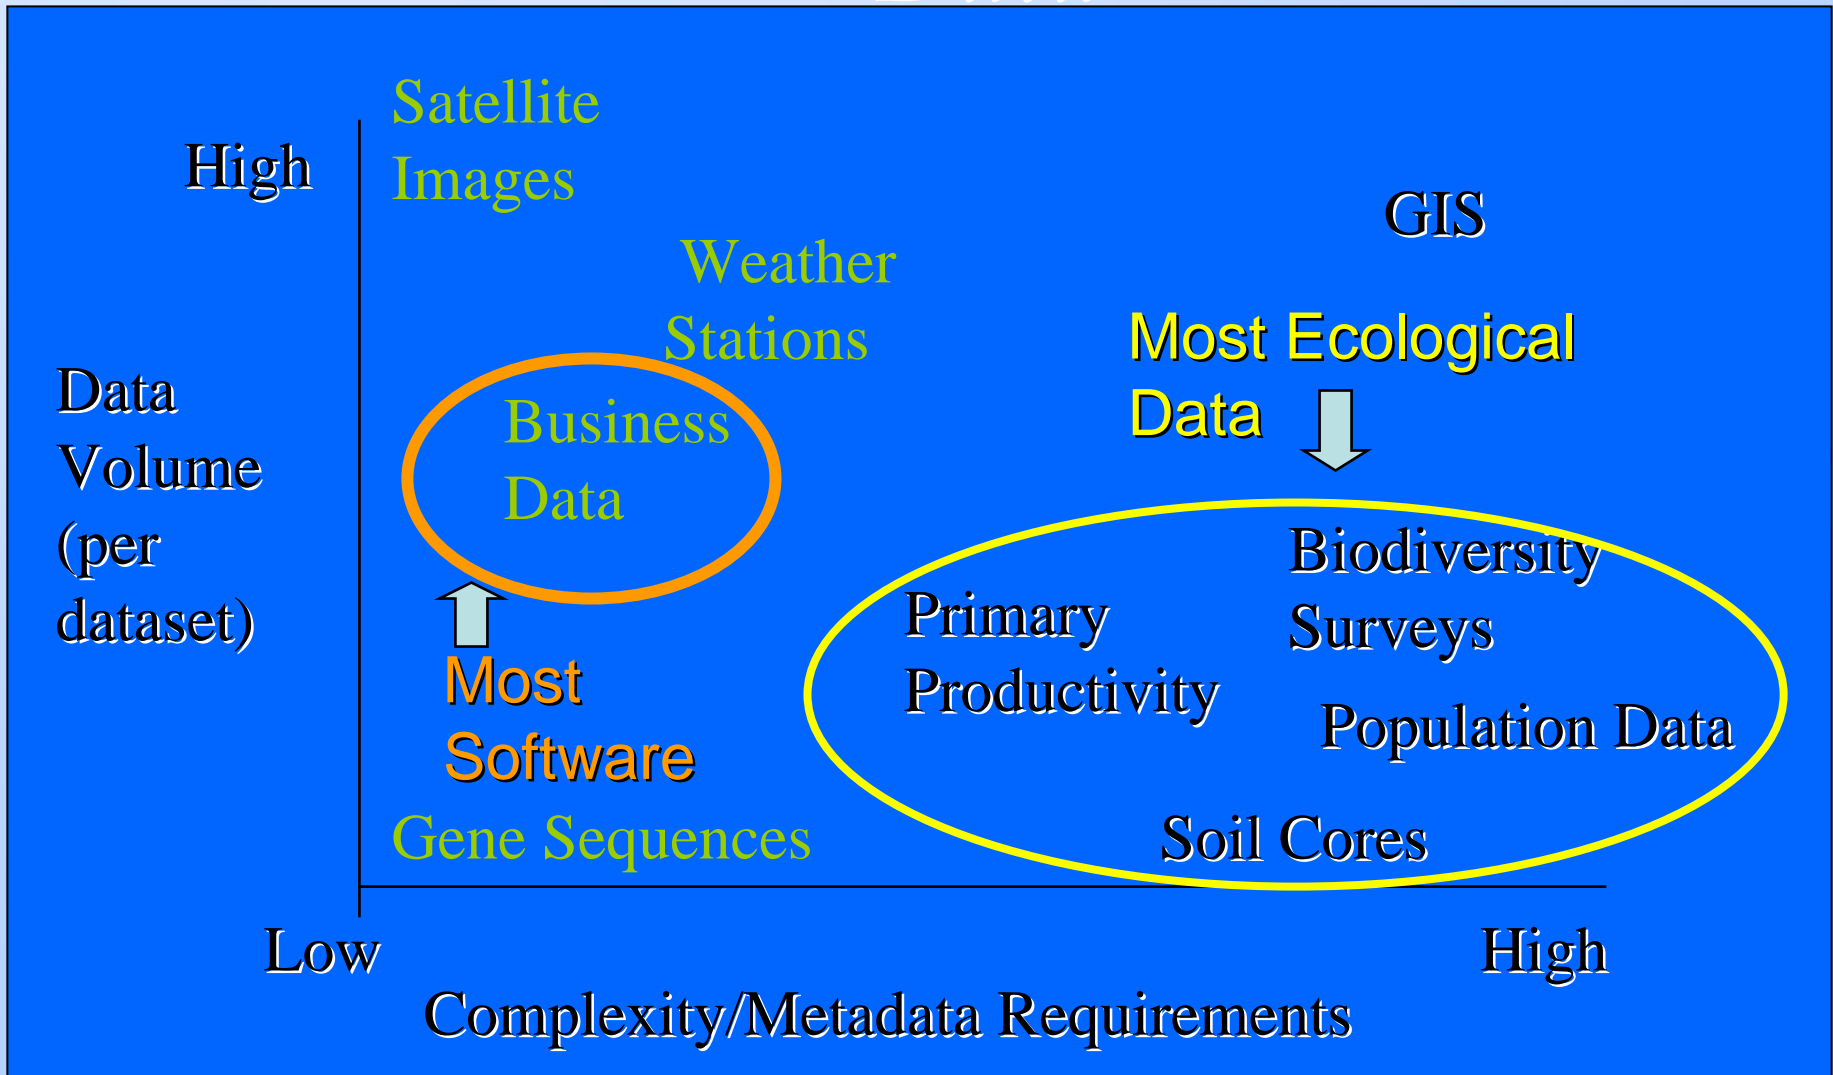 Satellite
Images
High
GIS
Weather
Stations
Most Ecological
Data
Data
Volume
(per
dataset)
Business
Data
Biodiversity
Surveys
Primary
Productivity
Most
Software
Population Data
Gene Sequences
Soil Cores
Low
High
Complexity/Metadata Requirements